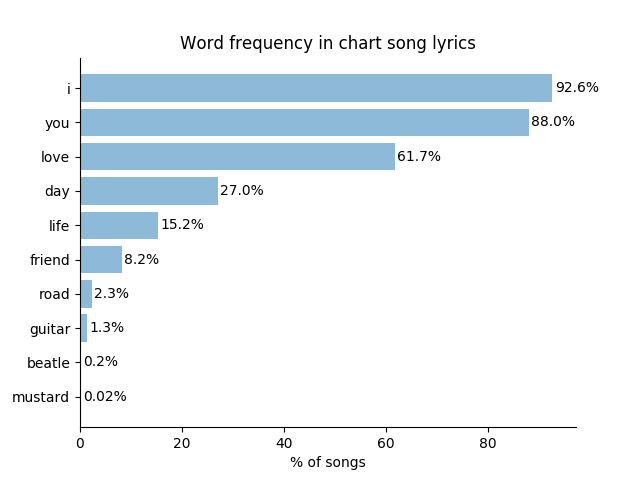 Word frequency in chart song lyrics
i 92.6%
you 88.0%
love 61.7%
day 27.0%
life 15.2%
friend 8.2%
road 2.3%
guitar 1.3%
beatle 0.2%
mustard 0.02%
0 20 40 60 80
% of songs